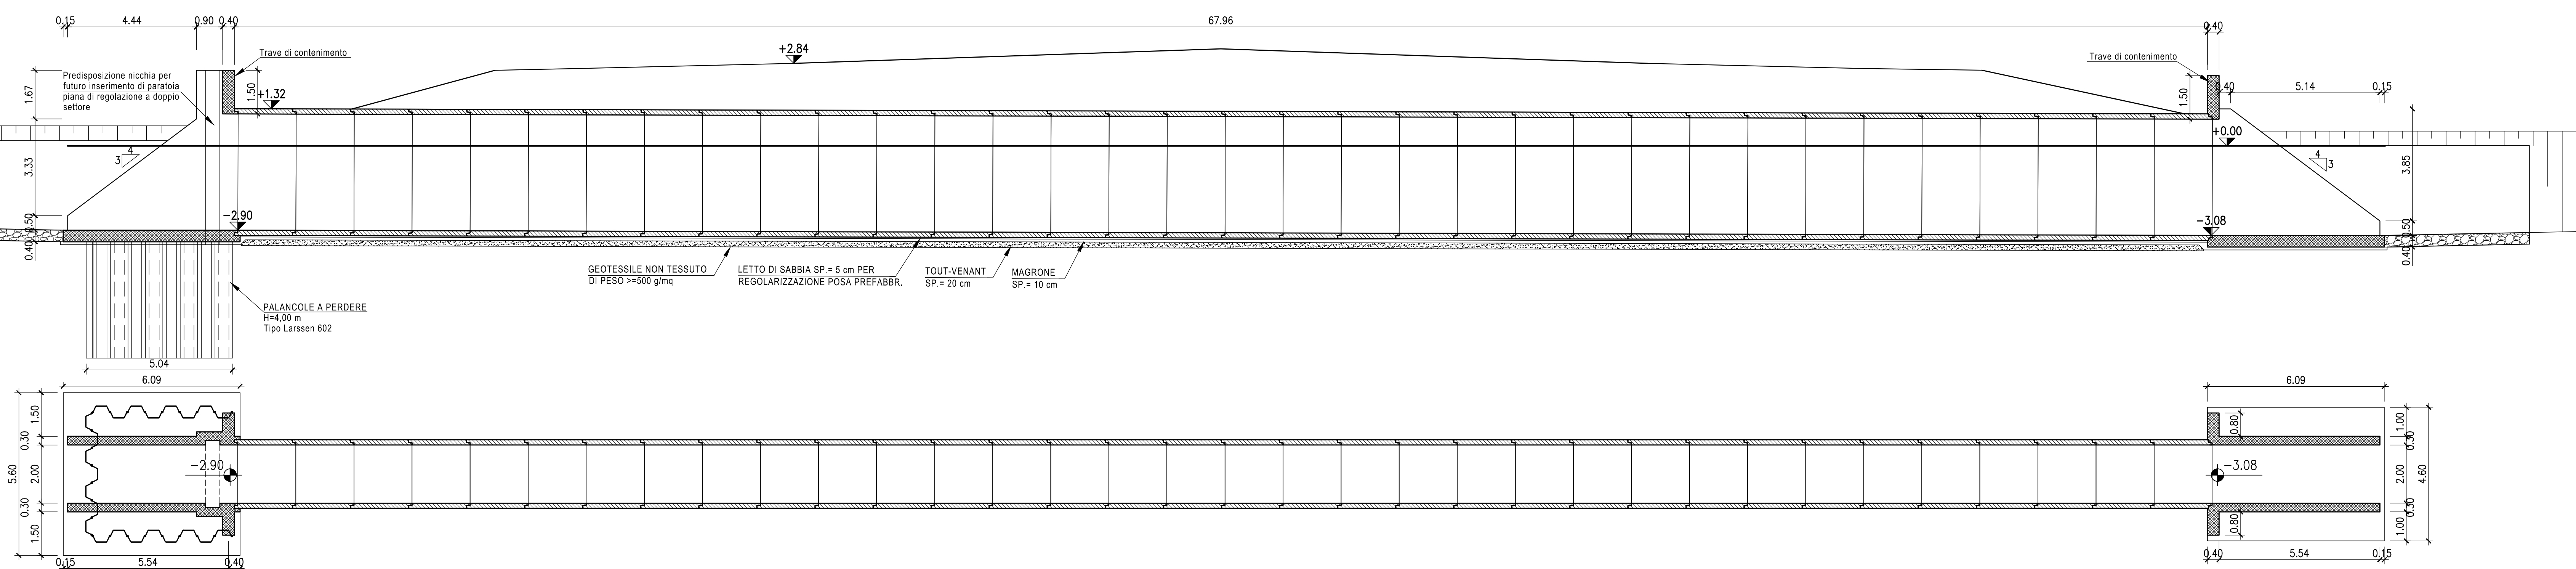 0.15 4.44 0.90 0.40 67.96 0.40
Trave di contenimento
+2.84
Trave di contenimento
Predisposizione nicchia per
futuro inserimento di paratoia
piana di regolazione a doppio
settore
1.67
1.50
+1.32
1.50
0.40 5.14 0.15
+0.00
3
4
3.33
4
3
3.85
-2.90
-3.08
0.50
0.40
0.50
0.40
GEOTESSILE NON TESSUTO
DI PESO >=500 g/mq
LETTO DI SABBIA SP.= 5 cm PER
REGOLARIZZAZIONE POSA PREFABBR.
TOUT-VENANT
SP.= 20 cm
MAGRONE
SP.= 10 cm
PALANCOLE A PERDERE
H=4,00 m
Tipo Larssen 602
5.04
6.09
6.09
5.60
1.50
0.30
2.00
0.30
1.50
-2.90
-3.08
0.80
0.80
1.00
0.30
2.00
0.30
1.00
4.60
0.15 5.54 0.40
0.40 5.54 0.15